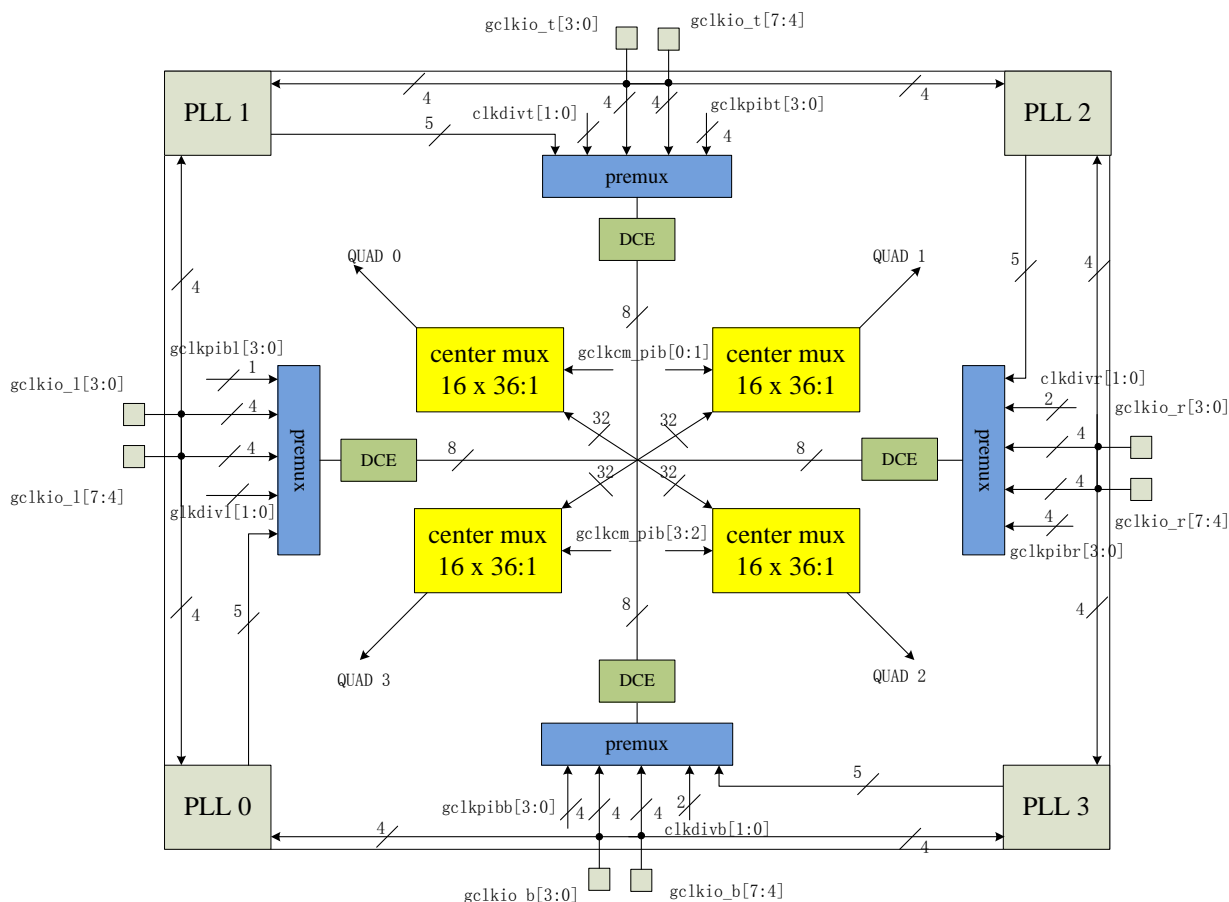 gclkio_t[3:0]
gclkio_t[7:4]
PLL 1
4
4
PLL 2
5
clkdivt[1:0]
4
4
gclkpibt[3:0]
4
premux
DCE
QUAD 0
QUAD 1
5
4
4
8
gclkpibl[3:0]
1
gclkio_l[3:0]
4
4
gclkio_l[7:4]
glkdivl[1:0]
premux
DCE
8
center mux
16 x 36:1
gclkcm_pib[0:1]
center mux
16 x 36:1
32
32
32
32
8
DCE
premux
clkdivr[1:0]
2
gclkio_r[3:0]
4
4
gclkio_r[7:4]
4
gclkpibr[3:0]
center mux
16 x 36:1
gclkcm_pib[3:2]
center mux
16 x 36:1
4
5
8
4
QUAD 3
DCE
QUAD 2
premux
PLL 0
gclkpibb[3:0]
4
4
4
2
clkdivb[1:0]
5
PLL 3
4
4
gclkio_b[3:0]
gclkio_b[7:4]